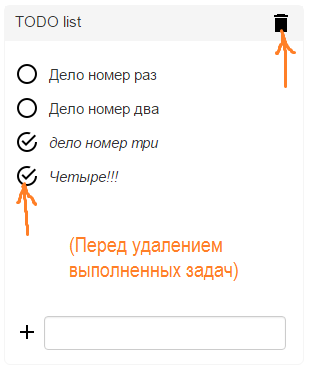 TODO list
Дело номер раз
Дело номер два
дело номер три
Четыре!!!
(Перед удалением
выполненных задач)